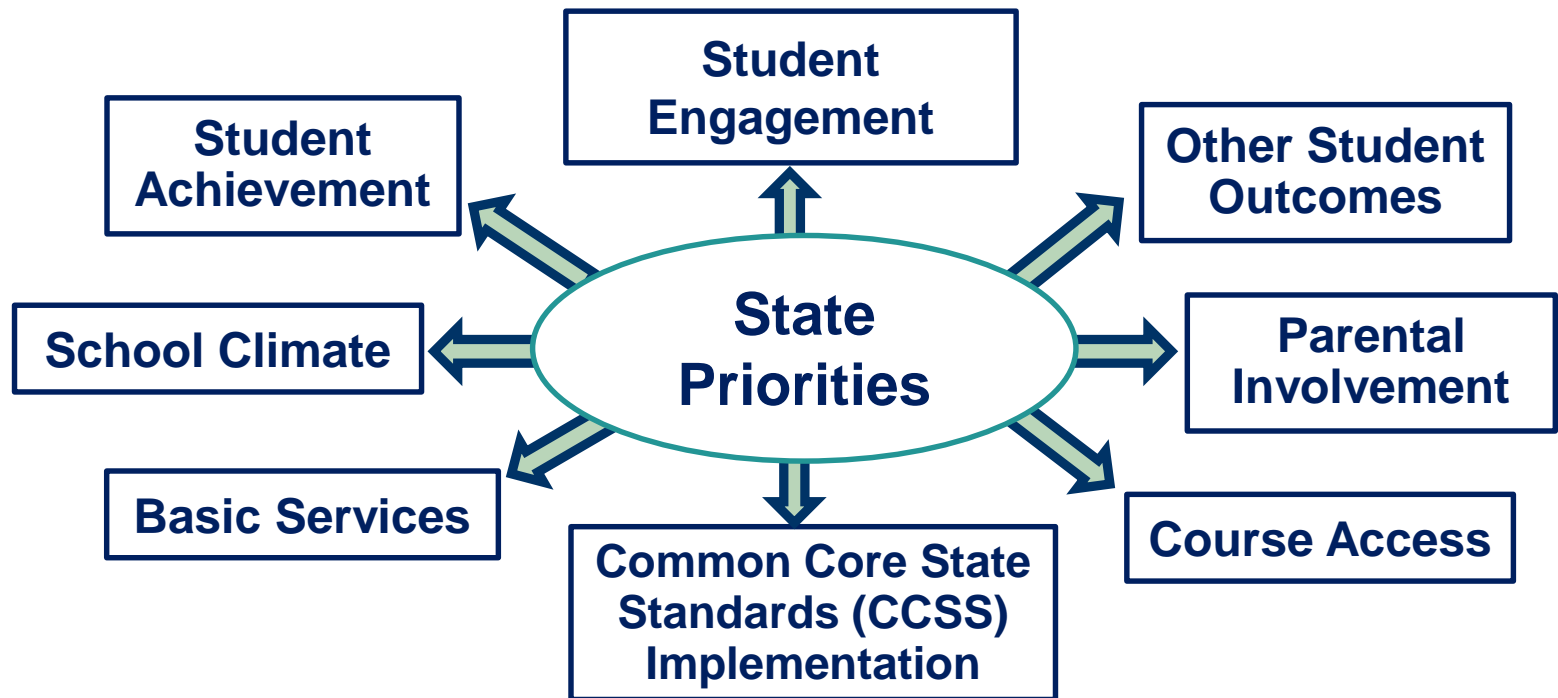 Student
Engagement
Student
Achievement
Other Student
Outcomes
State
Priorities
School Climate
Parental
Involvement
Basic Services
Course Access
Common Core State
Standards (CCSS)
Implementation